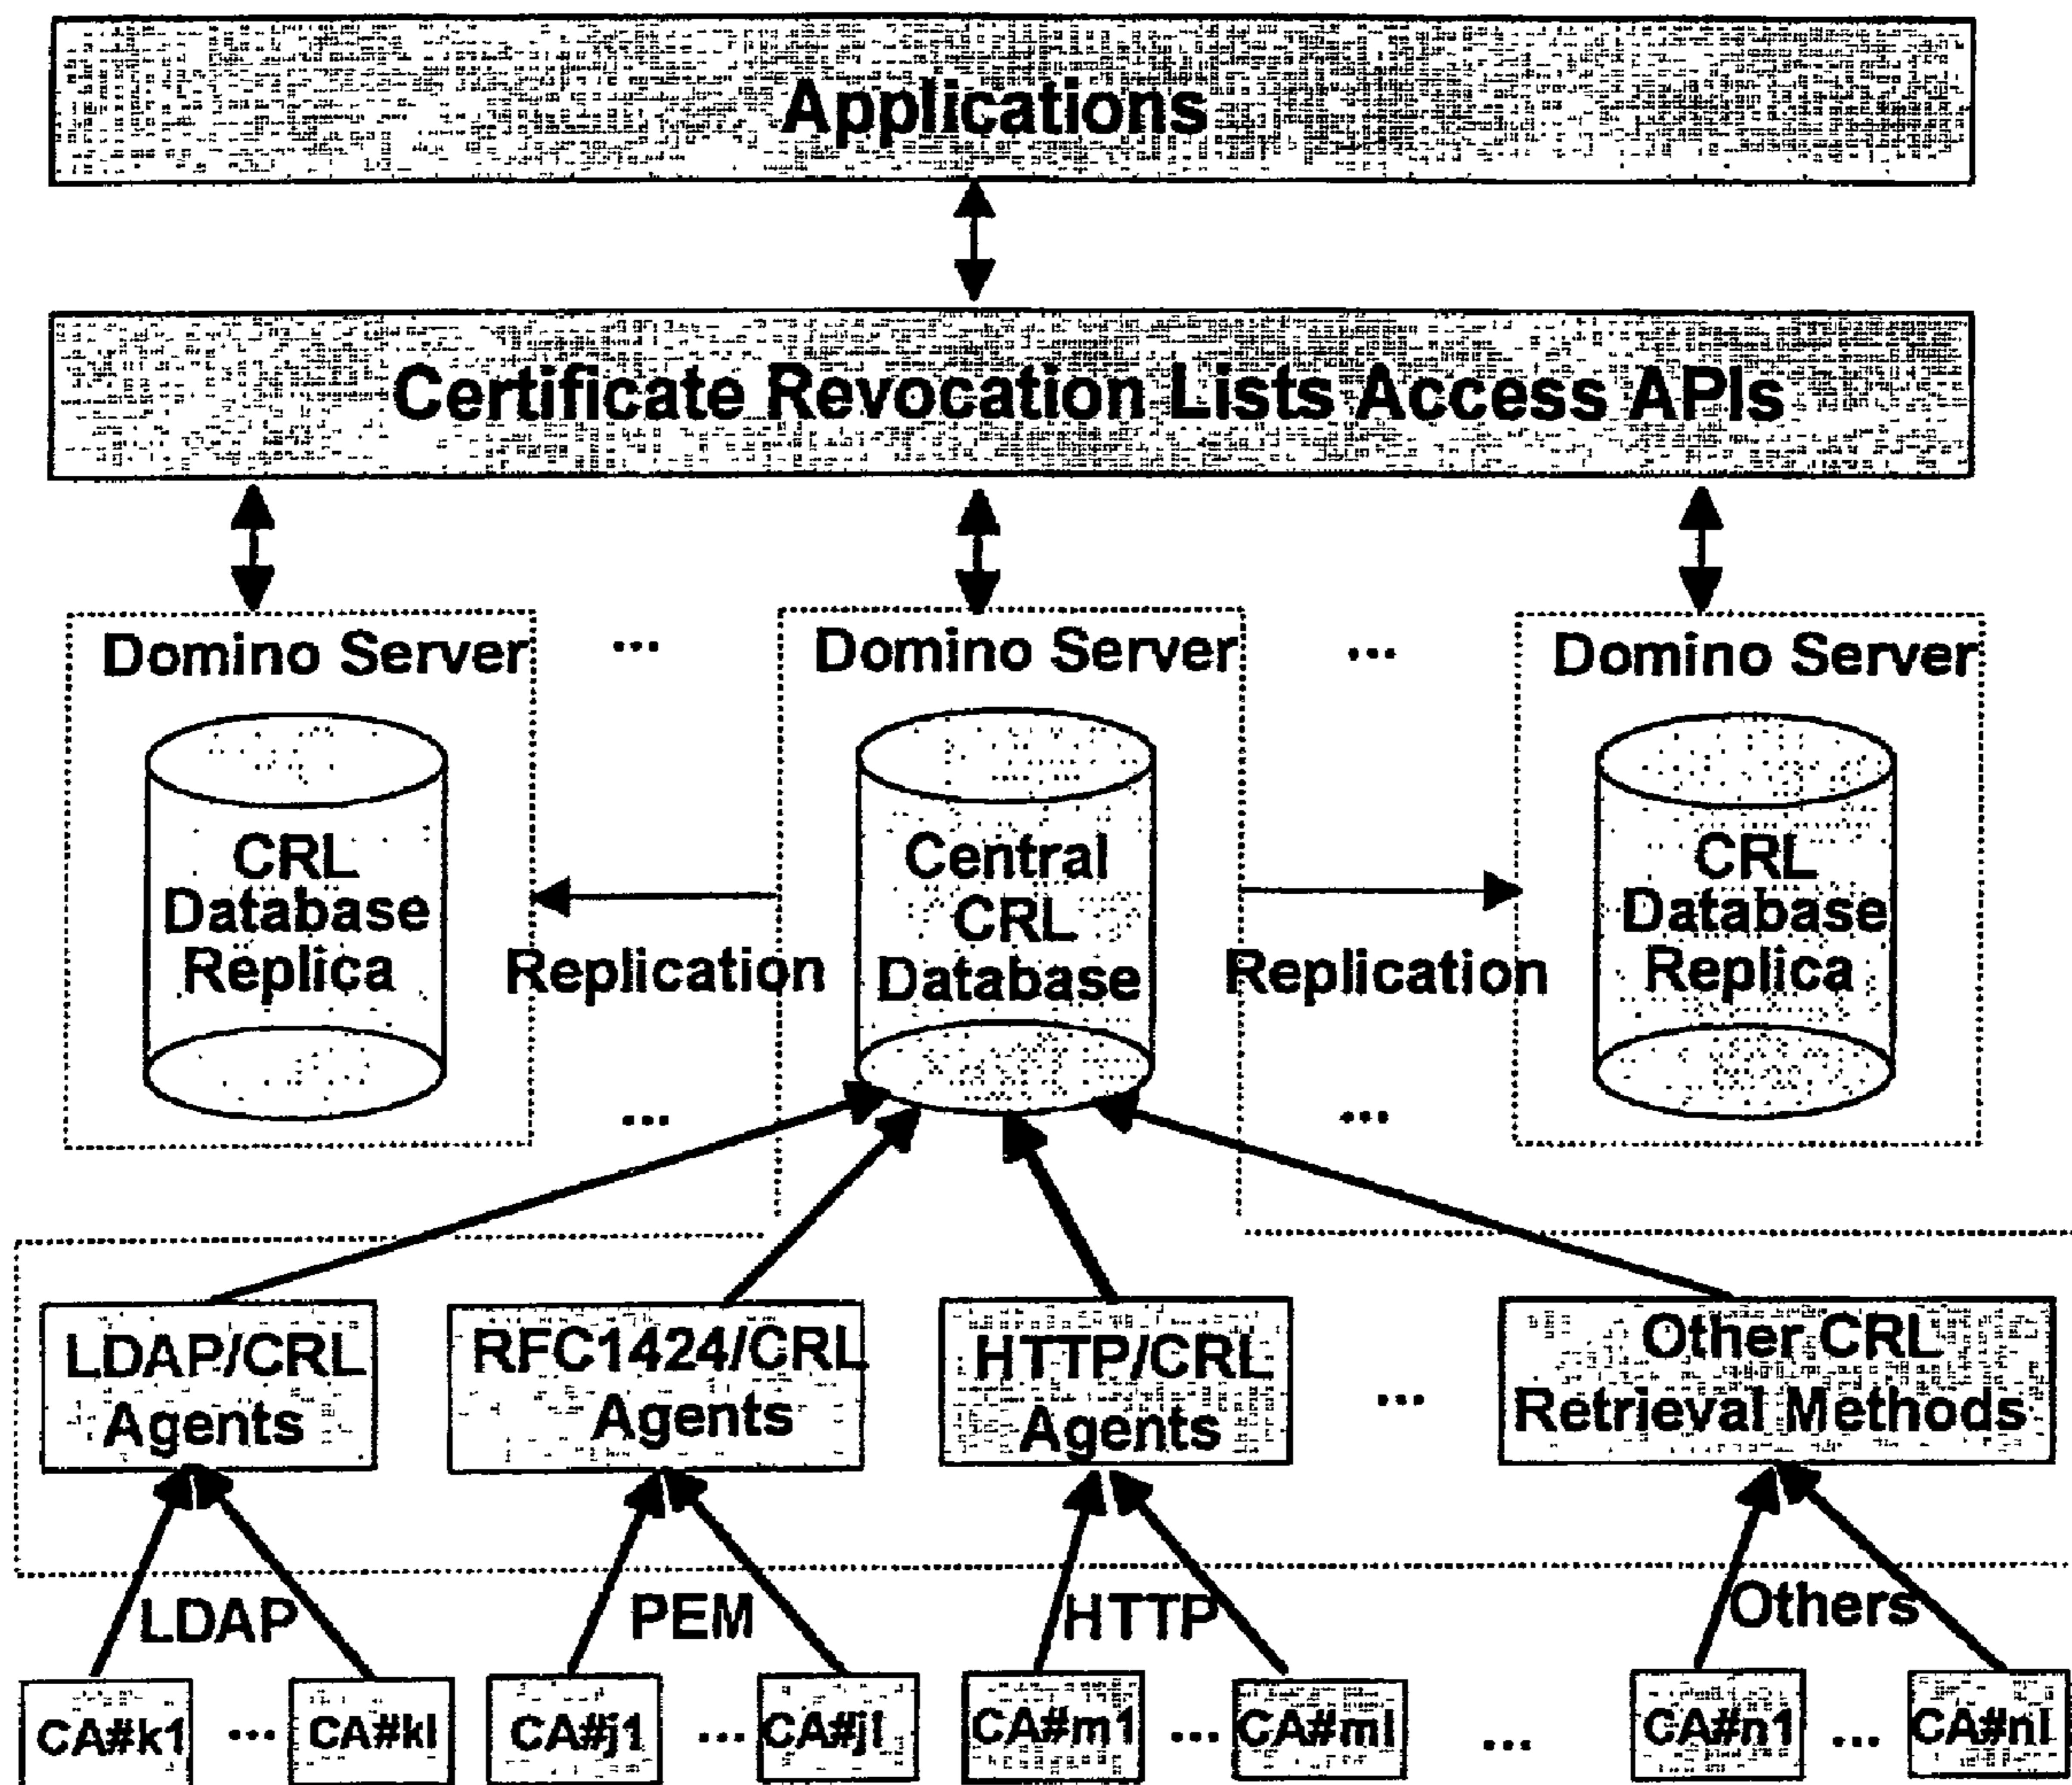 Applications
Certificate Revocation Lists Access APIs
Domino Server ... Domino Server ... Domino Server
CRL
Database
Replica
Replication
Central
CRL
Database
Replication
CRL
Database
Replica
... ...
LDAP/CRL
Agents
RFC1424/CRL
Agents
HTTP/CRL
Agents
...
Other CRL
Retrieval Methods
LDAP PEM HTTP Others
CA#k1 ... CA#kl CA#j1 ... CA#jl CA#m1 ... CA#ml ... CA#n1 ... CA#nl